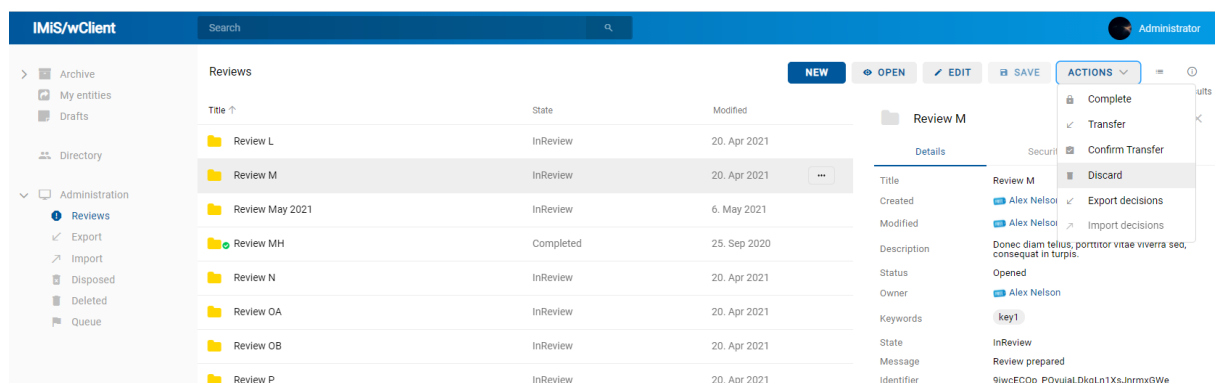 IMiS/wClient
Search
Administrator
Archive
My entities
Drafts
Directory
Administration
Reviews
Export
Import
Disposed
Deleted
Queue
Reviews
NEW
OPEN
EDIT
SAVE
ACTIONS
Title State Modified
Review L InReview 20. Apr 2021
Review M InReview 20. Apr 2021
Review May 2021 InReview 6. May 2021
Review MH Completed 25. Sep 2020
Review N InReview 20. Apr 2021
Review OA InReview 20. Apr 2021
Review OB InReview 20. Apr 2021
Review P InReview 20. Apr 2021
Complete
Transfer
Confirm Transfer
Discard
Export decisions
Import decisions
Review M
Details
Title Review M
Created Alex Nelson
Modified Alex Nelson
Description Donec diam tellus, porttitor vitae viverra sed,
consequat in turpis.
Status Opened
Owner Alex Nelson
Keywords key1
State InReview
Message Review prepared
Identifier